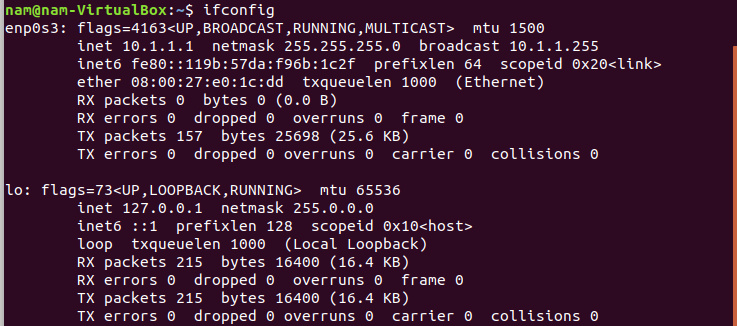 nam@nam-VirtualBox:~$ ifconfig
enp0s3: flags=4163<UP,BROADCAST,RUNNING,MULTICAST>  mtu 1500
        inet 10.1.1.1  netmask 255.255.255.0  broadcast 10.1.1.255
        inet6 fe80::119b:57da:f96b:1c2f  prefixlen 64  scopeid 0x20<link>
        ether 08:00:27:e0:1c:dd  txqueuelen 1000  (Ethernet)
        RX packets 0  bytes 0 (0.0 B)
        RX errors 0  dropped 0  overruns 0  frame 0
        TX packets 157  bytes 25698 (25.6 KB)
        TX errors 0  dropped 0 overruns 0  carrier 0  collisions 0

lo: flags=73<UP,LOOPBACK,RUNNING>  mtu 65536
        inet 127.0.0.1  netmask 255.0.0.0
        inet6 ::1  prefixlen 128  scopeid 0x10<host>
        loop  txqueuelen 1000  (Local Loopback)
        RX packets 215  bytes 16400 (16.4 KB)
        RX errors 0  dropped 0  overruns 0  frame 0
        TX packets 215  bytes 16400 (16.4 KB)
        TX errors 0  dropped 0 overruns 0  carrier 0  collisions 0